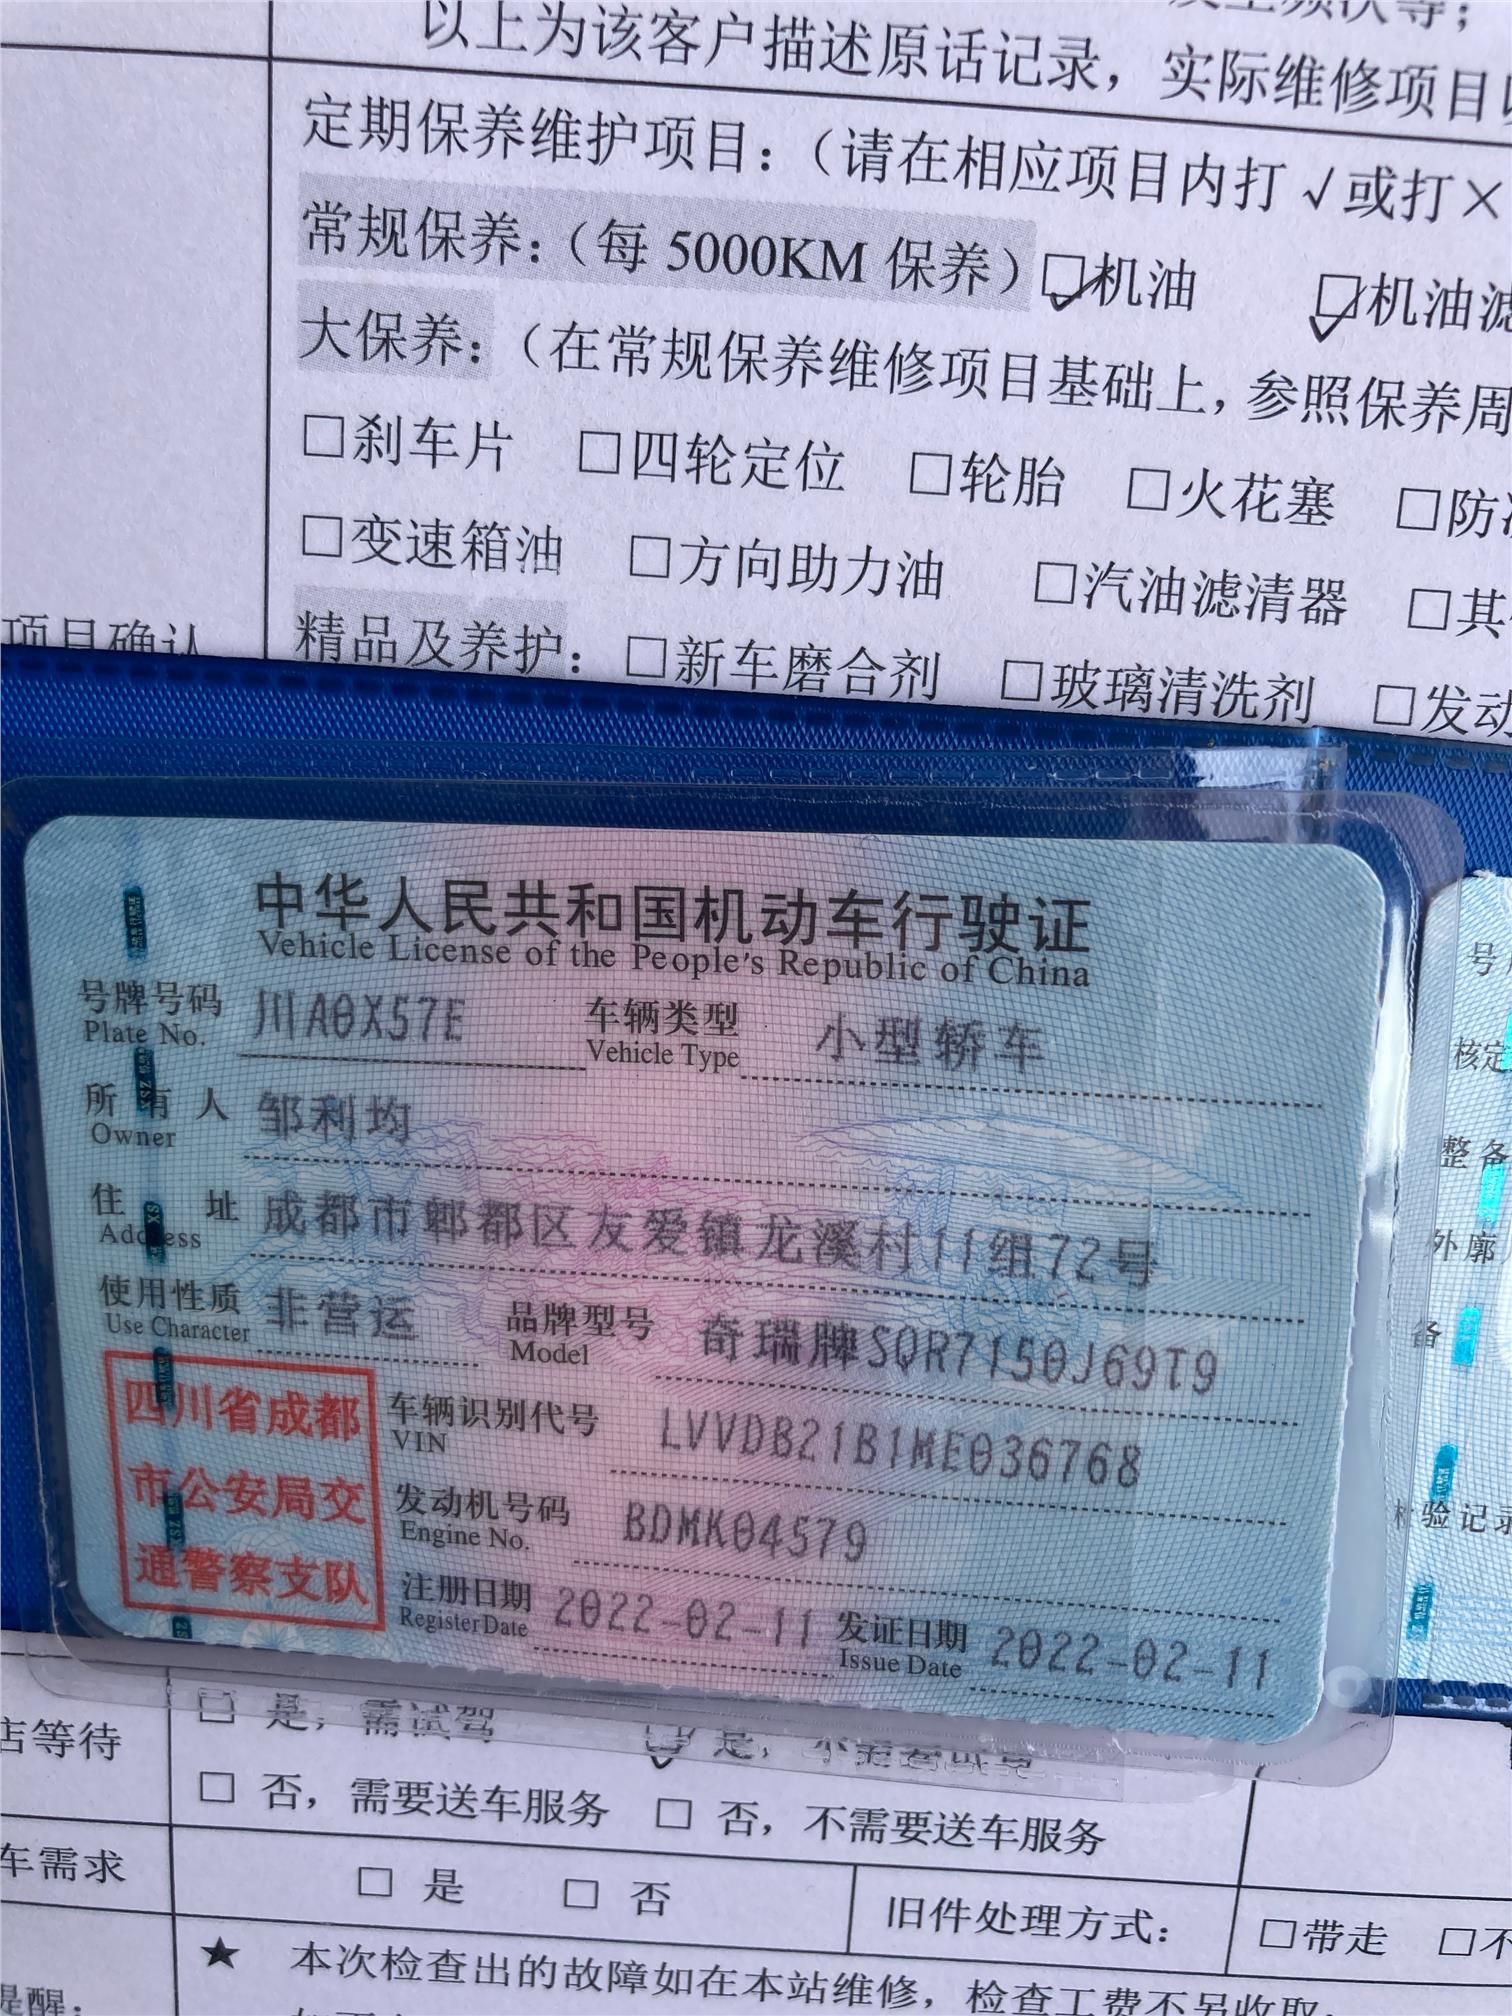 以上为该客户描述原话记录，实际维修项目
定期保养维护项目：（请在相应项目内打√或打×
常规保养：（每 5000KM 保养）☑机油 ☑机油滤
大保养：（在常规保养维修项目基础上，参照保养周
□刹车片 □四轮定位 □轮胎 □火花塞 □防
□变速箱油 □方向助力油 □汽油滤清器 □其
项目确认
精品及养护：□新车磨合剂 □玻璃清洗剂 □发动
中华人民共和国机动车行驶证
Vehicle License of the People's Republic of China
号牌号码 川A0X57E 车辆类型 小型轿车
Plate No. Vehicle Type
所有人 邹利均
Owner
住址 成都市郫都区友爱镇龙溪村11组72号
Address
使用性质 非营运 品牌型号 奇瑞牌SQR7150J69T9
Use Character Model
四川省成都
市公安局交
通警察支队
车辆识别代号 LVVDB21B1ME036768
VIN
发动机号码 BDMK04579
Engine No.
注册日期 2022-02-11 发证日期 2022-02-11
Register Date Issue Date
号
核定
整备
外廓
备
检验记录
店等待
□ 是，需试驾 ☑ 是，不需要试驾
□ 否，需要送车服务 □ 否，不需要送车服务
车需求 □ 是 □ 否 旧件处理方式： □带走 □不
★ 本次检查出的故障如在本站维修，检查工费不另收取；
提醒：